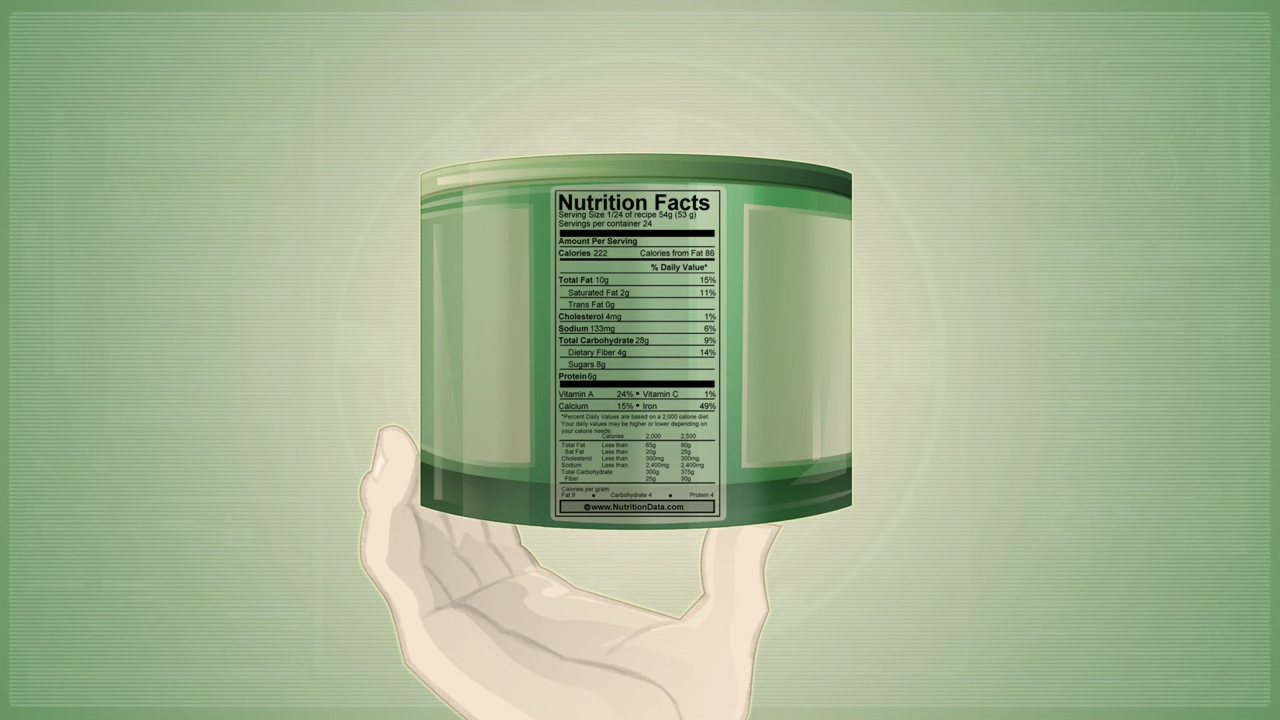 Nutrition Facts
Serving Size 1/24 of recipe 54g (53 g)
Servings per container 24
Amount Per Serving
Calories 222 Calories from Fat 86
% Daily Value*
Total Fat 10g 15%
Saturated Fat 2g 11%
Trans Fat 0g
Cholesterol 4mg 1%
Sodium 133mg 6%
Total Carbohydrate 28g 9%
Dietary Fiber 4g 14%
Sugars 8g
Protein 6g
Vitamin A 24% • Vitamin C 1%
Calcium 15% • Iron 49%
*Percent Daily Values are based on a 2,000 calorie diet.
Your daily values may be higher or lower depending on
your calorie needs:
Calories 2,000 2,500
Total Fat Less than 65g 80g
Sat Fat Less than 20g 25g
Cholesterol Less than 300mg 300mg
Sodium Less than 2,400mg 2,400mg
Total Carbohydrate 300g 375g
Fiber 25g 30g
Calories per gram:
Fat 9 • Carbohydrate 4 • Protein 4
©www.NutritionData.com